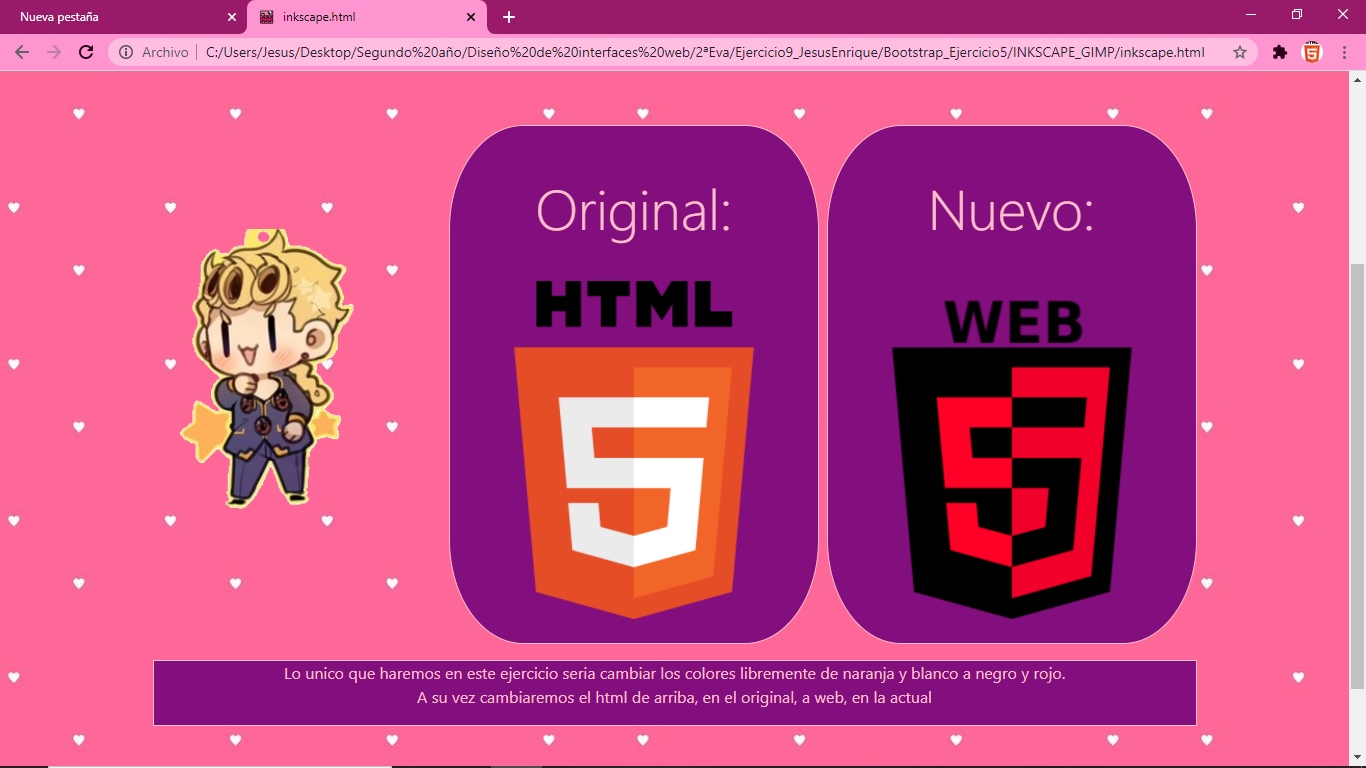 Nueva pestaña
inkscape.html
Archivo
C:/Users/Jesus/Desktop/Segundo%20año/Diseño%20de%20interfaces%20web/2ªEva/Ejercicio9_JesusEnrique/Bootstrap_Ejercicio5/INKSCAPE_GIMP/inkscape.html
Original:
HTML
5
Nuevo:
WEB
5
Lo unico que haremos en este ejercicio seria cambiar los colores libremente de naranja y blanco a negro y rojo.
A su vez cambiaremos el html de arriba, en el original, a web, en la actual